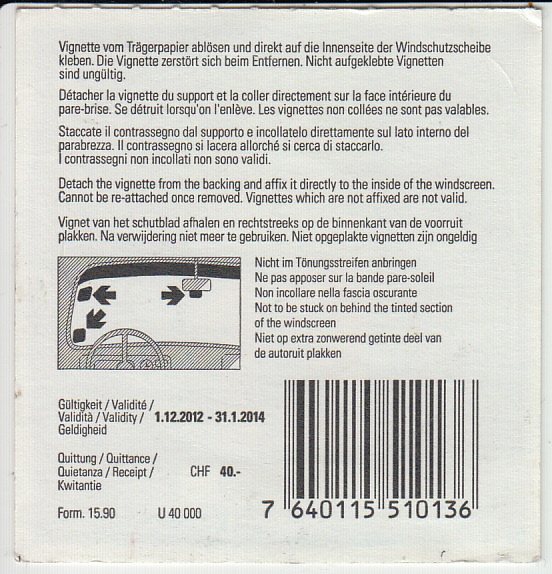 Vignette vom Trägerpapier ablösen und direkt auf die Innenseite der Windschutzscheibe
kleben. Die Vignette zerstört sich beim Entfernen. Nicht aufgeklebte Vignetten
sind ungültig.
Détacher la vignette du support et la coller directement sur la face intérieure du
pare-brise. Se détruit lorsqu'on l'enlève. Les vignettes non collées ne sont pas valables.
Staccate il contrassegno dal supporto e incollatelo direttamente sul lato interno del
parabrezza. Il contrassegno si lacera allorché si cerca di staccarlo.
I contrassegni non incollati non sono validi.
Detach the vignette from the backing and affix it directly to the inside of the windscreen.
Cannot be re-attached once removed. Vignettes which are not affixed are not valid.
Vignet van het schutblad afhalen en rechtstreeks op de binnenkant van de voorruit
plakken. Na verwijdering niet meer te gebruiken. Niet opgeplakte vignetten zijn ongeldig
Nicht im Tönungsstreifen anbringen
Ne pas apposer sur la bande pare-soleil
Non incollare nella fascia oscurante
Not to be stuck on behind the tinted section
of the windscreen
Niet op extra zonwerend getinte deel van
de autoruit plakken
Gültigkeit / Validité /
Validità / Validity / 1.12.2012 - 31.1.2014
Geldigheid
Quittung / Quittance /
Quietanza / Receipt / CHF 40.-
Kwitantie
Form. 15.90 U 40 000
7 640115 510136